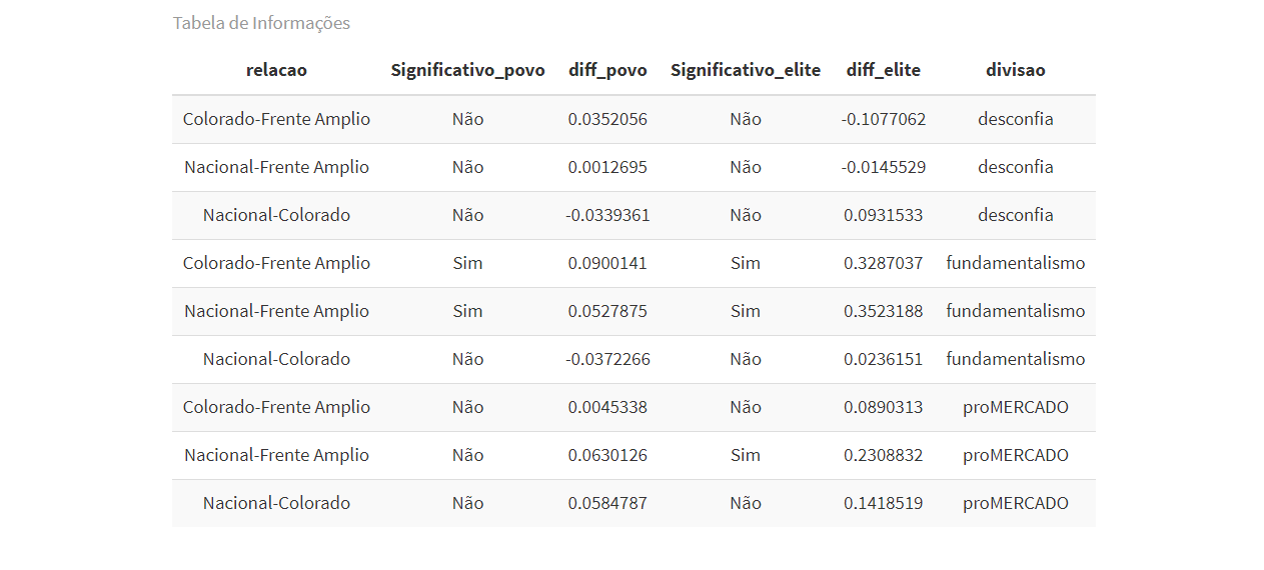 Tabela de Informações
relacao Significativo_povo diff_povo Significativo_elite diff_elite divisao
Colorado-Frente Amplio Não 0.0352056 Não -0.1077062 desconfia
Nacional-Frente Amplio Não 0.0012695 Não -0.0145529 desconfia
Nacional-Colorado Não -0.0339361 Não 0.0931533 desconfia
Colorado-Frente Amplio Sim 0.0900141 Sim 0.3287037 fundamentalismo
Nacional-Frente Amplio Sim 0.0527875 Sim 0.3523188 fundamentalismo
Nacional-Colorado Não -0.0372266 Não 0.0236151 fundamentalismo
Colorado-Frente Amplio Não 0.0045338 Não 0.0890313 proMERCADO
Nacional-Frente Amplio Não 0.0630126 Sim 0.2308832 proMERCADO
Nacional-Colorado Não 0.0584787 Não 0.1418519 proMERCADO